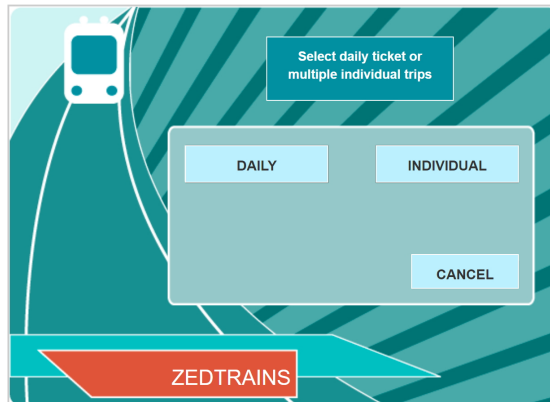 Select daily ticket or
multiple individual trips
DAILY
INDIVIDUAL
CANCEL
ZEDTRAINS